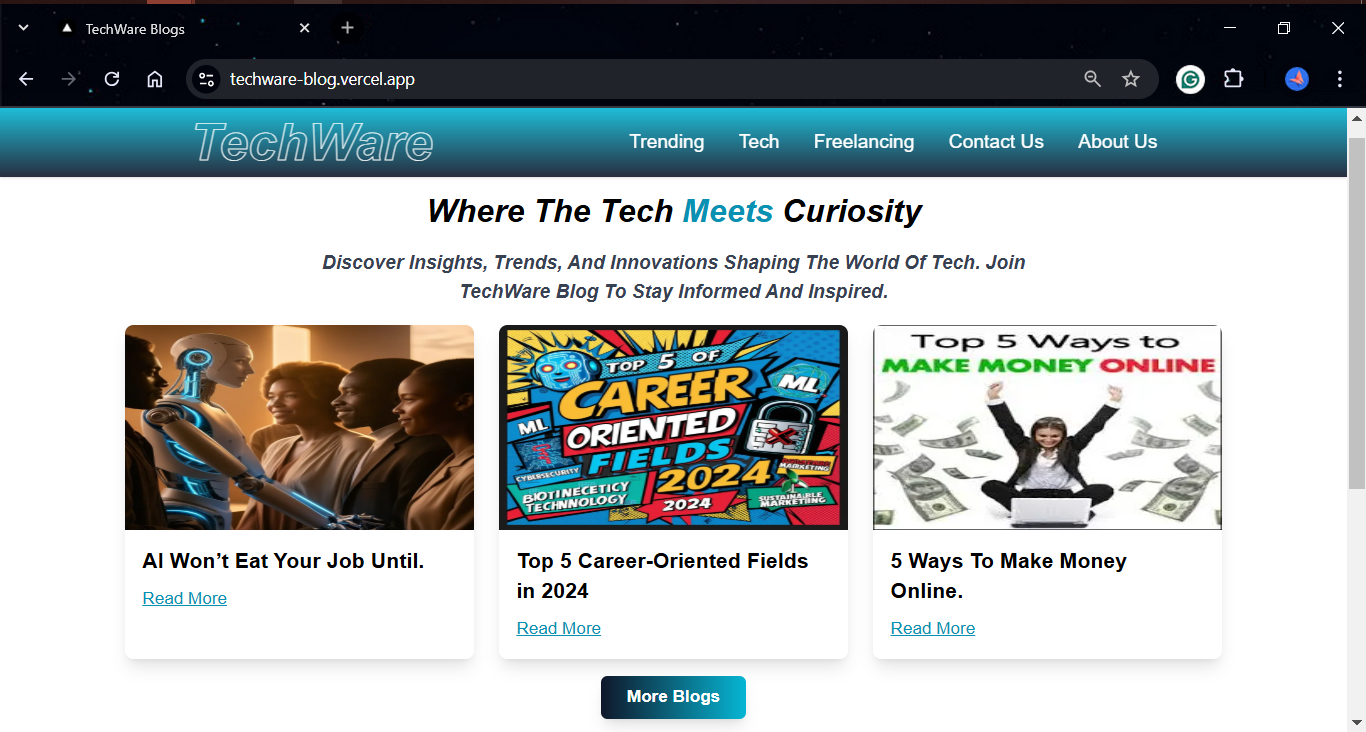 TechWare Blogs
techware-blog.vercel.app
TechWare
Trending Tech Freelancing Contact Us About Us
Where The Tech Meets Curiosity
Discover Insights, Trends, And Innovations Shaping The World Of Tech. Join
TechWare Blog To Stay Informed And Inspired.
TOP 5 OF
CAREER
ML
ML
ORIENTED
FIELDS
CYBERSECURITY
MARKETING
2024
BIOTINECETICY
TECHNNOLOGY
2024
SUSTAINABLE
MARKETIING
Top 5 Ways to
MAKE MONEY ONLINE
AI Won’t Eat Your Job Until.
Read More
Top 5 Career-Oriented Fields
in 2024
Read More
5 Ways To Make Money
Online.
Read More
More Blogs